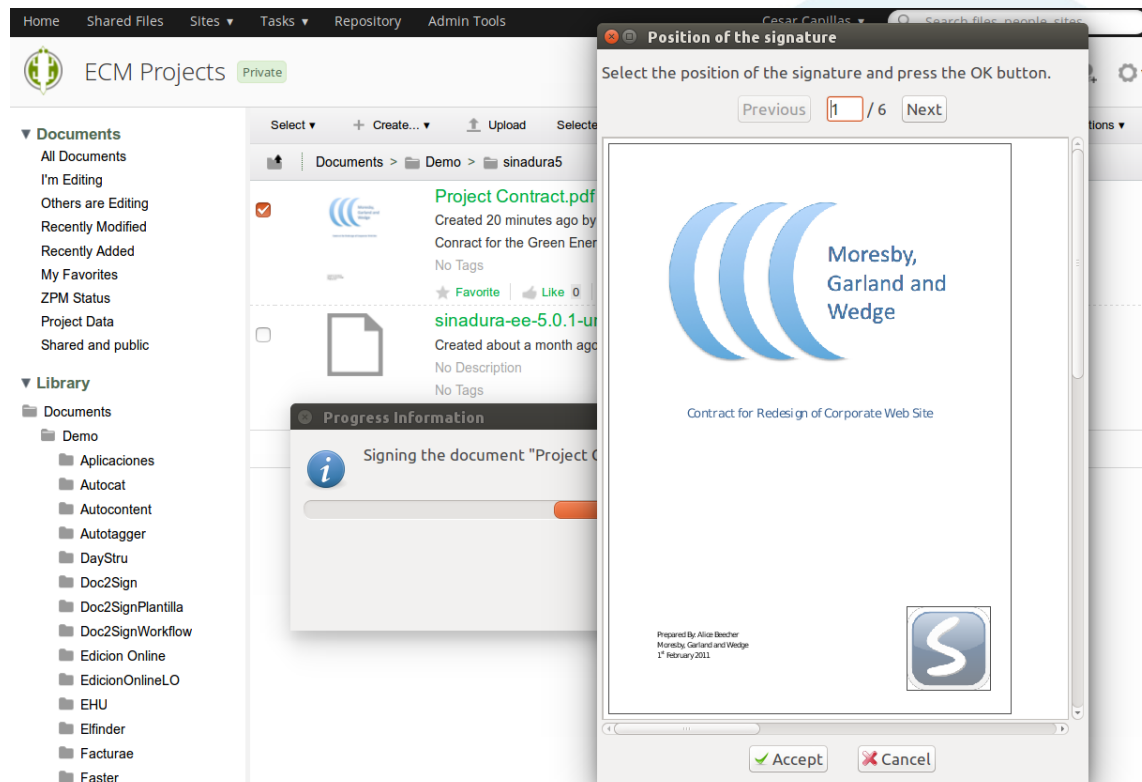 Home Shared Files Sites ▾ Tasks ▾ Repository Admin Tools Cesar Capillas ▾ Search files, people, sites
ECM Projects Private
Position of the signature
Select the position of the signature and press the OK button.
Previous 1 / 6 Next
▼ Documents
All Documents
I'm Editing
Others are Editing
Recently Modified
Recently Added
My Favorites
ZPM Status
Project Data
Shared and public
▼ Library
Documents
Demo
Aplicaciones
Autocat
Autocontent
Autotagger
DayStru
Doc2Sign
Doc2SignPlantilla
Doc2SignWorkflow
Edicion Online
EdicionOnlineLO
EHU
Elfinder
Facturae
Faster
Select ▾ + Create... ▾ Upload Selecte
tions ▾
Documents > Demo > sinadura5
Project Contract.pdf
Created 20 minutes ago by
Conract for the Green Ener
No Tags
Favorite Like 0
sinadura-ee-5.0.1-u
Created about a month ago
No Description
No Tags
Progress Information
Signing the document "Project
Moresby,
Garland and
Wedge
Contract for Redesign of Corporate Web Site
Prepared By: Alice Beecher
Moresby, Garland and Wedge
1st February 2011
S
Accept Cancel